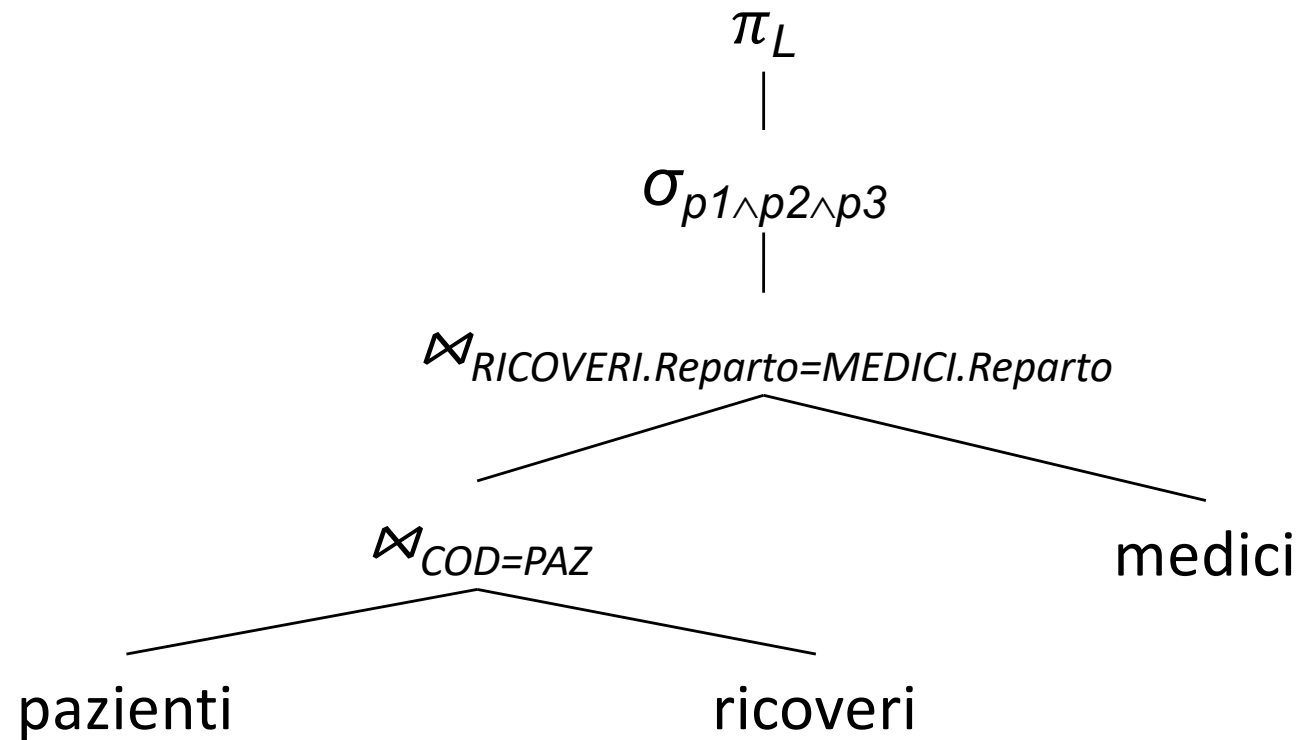 π_L
σ_p1∧p2∧p3
⋈_RICOVERI.Reparto=MEDICI.Reparto
⋈_COD=PAZ
medici
pazienti
ricoveri